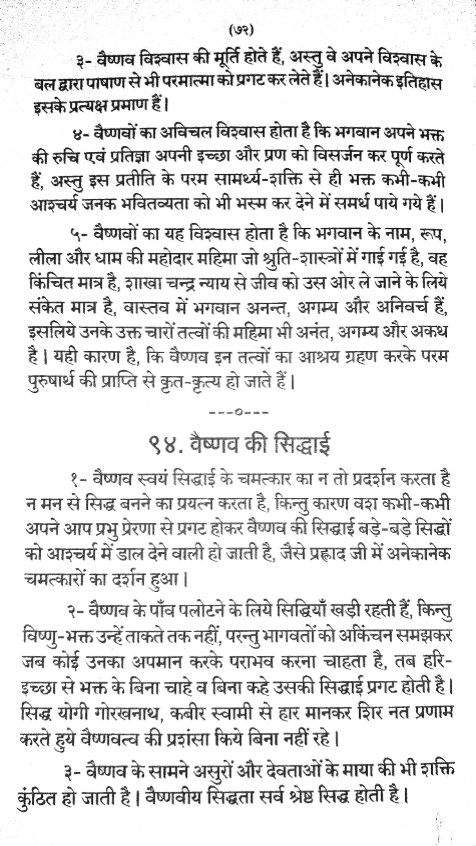 (७२)
३- वैष्णव विश्वास की मूर्ति होते हैं, अस्तु वे अपने विश्वास के
बल द्वारा पाषाण से भी परमात्मा को प्रगट कर लेते हैं। अनेकानेक इतिहास
इसके प्रत्यक्ष प्रमाण हैं।
४- वैष्णवों का अविचल विश्वास होता है कि भगवान अपने भक्त
की रुचि एवं प्रतिज्ञा अपनी इच्छा और प्रण को विसर्जन कर पूर्ण करते
हैं, अस्तु इस प्रतीति के परम सामर्थ्य-शक्ति से ही भक्त कभी-कभी
आश्चर्य जनक भवितव्यता को भी भस्म कर देने में समर्थ पाये गये हैं।
५- वैष्णवों का यह विश्वास होता है कि भगवान के नाम, रूप,
लीला और धाम की महोदार महिमा जो श्रुति-शास्त्रों में गाई गई है, वह
किंचित मात्र है, शाखा चन्द्र न्याय से जीव को उस ओर ले जाने के लिये
संकेत मात्र है, वास्तव में भगवान अनन्त, अगम्य और अनिवर्च हैं,
इसलिये उनके उक्त चारों तत्वों की महिमा भी अनंत, अगम्य और अकथ
है। यही कारण है, कि वैष्णव इन तत्वों का आश्रय ग्रहण करके परम
पुरुषार्थ की प्राप्ति से कृत-कृत्य हो जाते हैं।
---०---
९४. वैष्णव की सिद्धाई
१- वैष्णव स्वयं सिद्धाई के चमत्कार का न तो प्रदर्शन करता है
न मन से सिद्ध बनने का प्रयत्न करता है, किन्तु कारण वश कभी-कभी
अपने आप प्रभु प्रेरणा से प्रगट होकर वैष्णव की सिद्धाई बड़े-बड़े सिद्धों
को आश्चर्य में डाल देने वाली हो जाती है, जैसे प्रह्लाद जी में अनेकानेक
चमत्कारों का दर्शन हुआ।
२- वैष्णव के पाँव पलोटने के लिये सिद्धियाँ खड़ी रहती हैं, किन्तु
विष्णु-भक्त उन्हें ताकते तक नहीं, परन्तु भागवतों को अकिंचन समझकर
जब कोई उनका अपमान करके पराभव करना चाहता है, तब हरि-
इच्छा से भक्त के बिना चाहे व बिना कहे उसकी सिद्धाई प्रगट होती है।
सिद्ध योगी गोरखनाथ, कबीर स्वामी से हार मानकर शिर नत प्रणाम
करते हुये वैष्णवत्व की प्रशंसा किये बिना नहीं रहे।
३- वैष्णव के सामने असुरों और देवताओं के माया की भी शक्ति
कुंठित हो जाती है। वैष्णवीय सिद्धता सर्व श्रेष्ठ सिद्ध होती है।